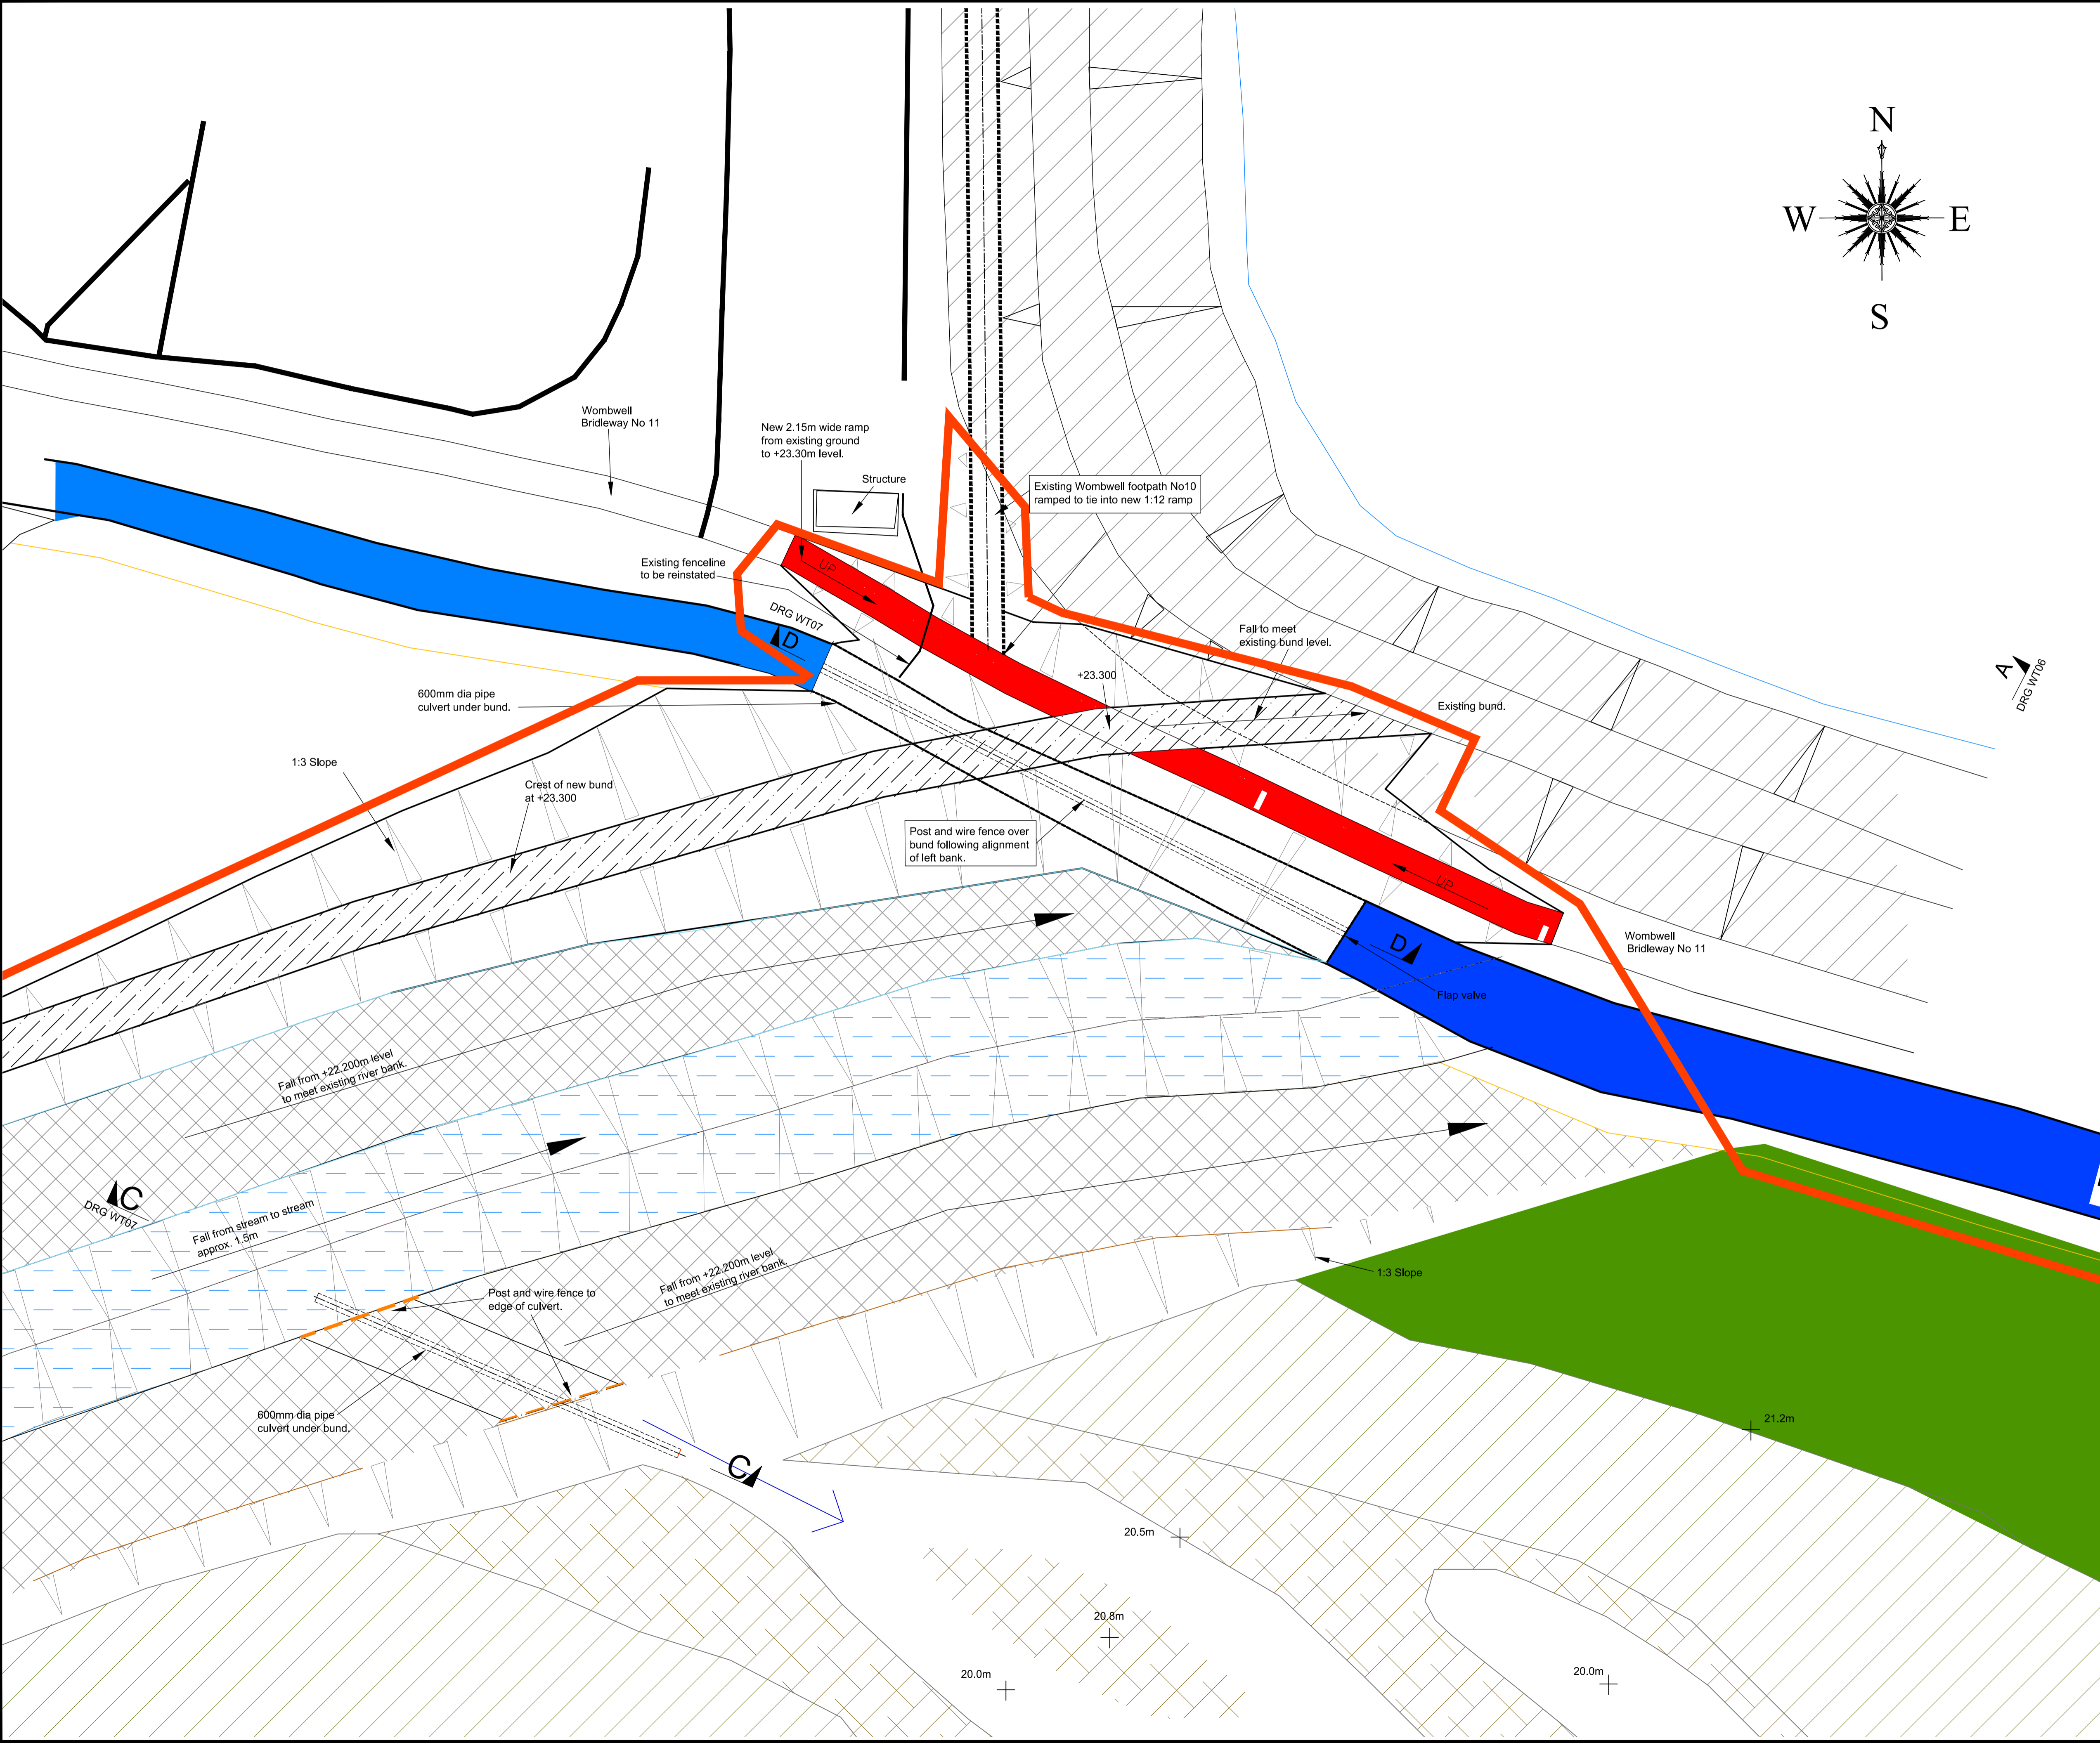 N
W
E
S
Wombwell
Bridleway No 11
New 2.15m wide ramp
from existing ground
to +23.30m level.
Structure
Existing Wombwell footpath No10
ramped to tie into new 1:12 ramp
Existing fenceline
to be reinstated
UP
DRG WT07
D
Fall to meet
existing bund level.
+23.300
A
DRG WT06
600mm dia pipe
culvert under bund.
Existing bund.
1:3 Slope
Crest of new bund
at +23.300
Post and wire fence over
bund following alignment
of left bank.
UP
D
Wombwell
Bridleway No 11
Flap valve
Fall from +22.200m level
to meet existing river bank.
C
DRG WT07
Fall from stream to stream
approx. 1.5m
Fall from +22.200m level
to meet existing river bank.
1:3 Slope
Post and wire fence to
edge of culvert.
600mm dia pipe
culvert under bund.
C
21.2m
20.5m
20.8m
20.0m
20.0m